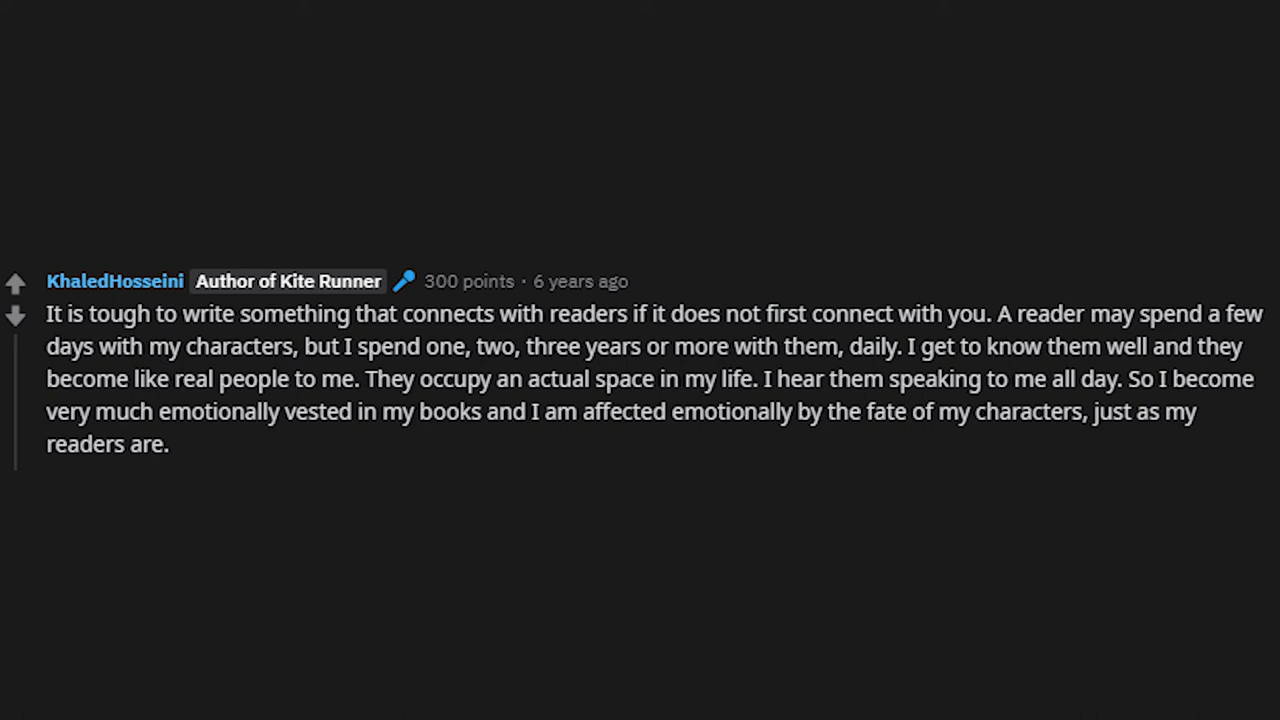 KhaledHosseini Author of Kite Runner 300 points · 6 years ago
It is tough to write something that connects with readers if it does not first connect with you. A reader may spend a few
days with my characters, but I spend one, two, three years or more with them, daily. I get to know them well and they
become like real people to me. They occupy an actual space in my life. I hear them speaking to me all day. So I become
very much emotionally vested in my books and I am affected emotionally by the fate of my characters, just as my
readers are.